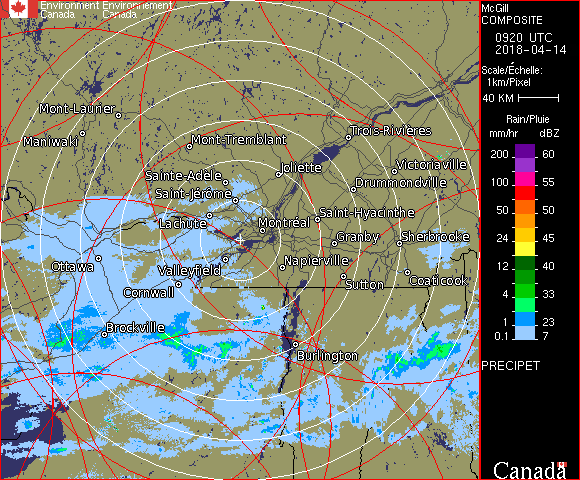 Environment Environnement
Canada Canada
McGill
COMPOSITE
0920 UTC
2018-04-14
Scale/Échelle:
1km/Pixel
40 KM
Rain/Pluie
mm/hr dBZ
200 60
100 55
50 50
24 45
12 40
4 33
1 23
0.1 7
PRECIPET
Canada
Mont-Laurier
Maniwaki
Mont-Tremblant
Trois-Rivières
Sainte-Adèle
Joliette
Victoriaville
Saint-Jérôme
Drummondville
Lachute
Montréal
Saint-Hyacinthe
Ottawa
Granby
Sherbrooke
Valleyfield
Napierville
Cornwall
Sutton
Coaticook
Brockville
Burlington